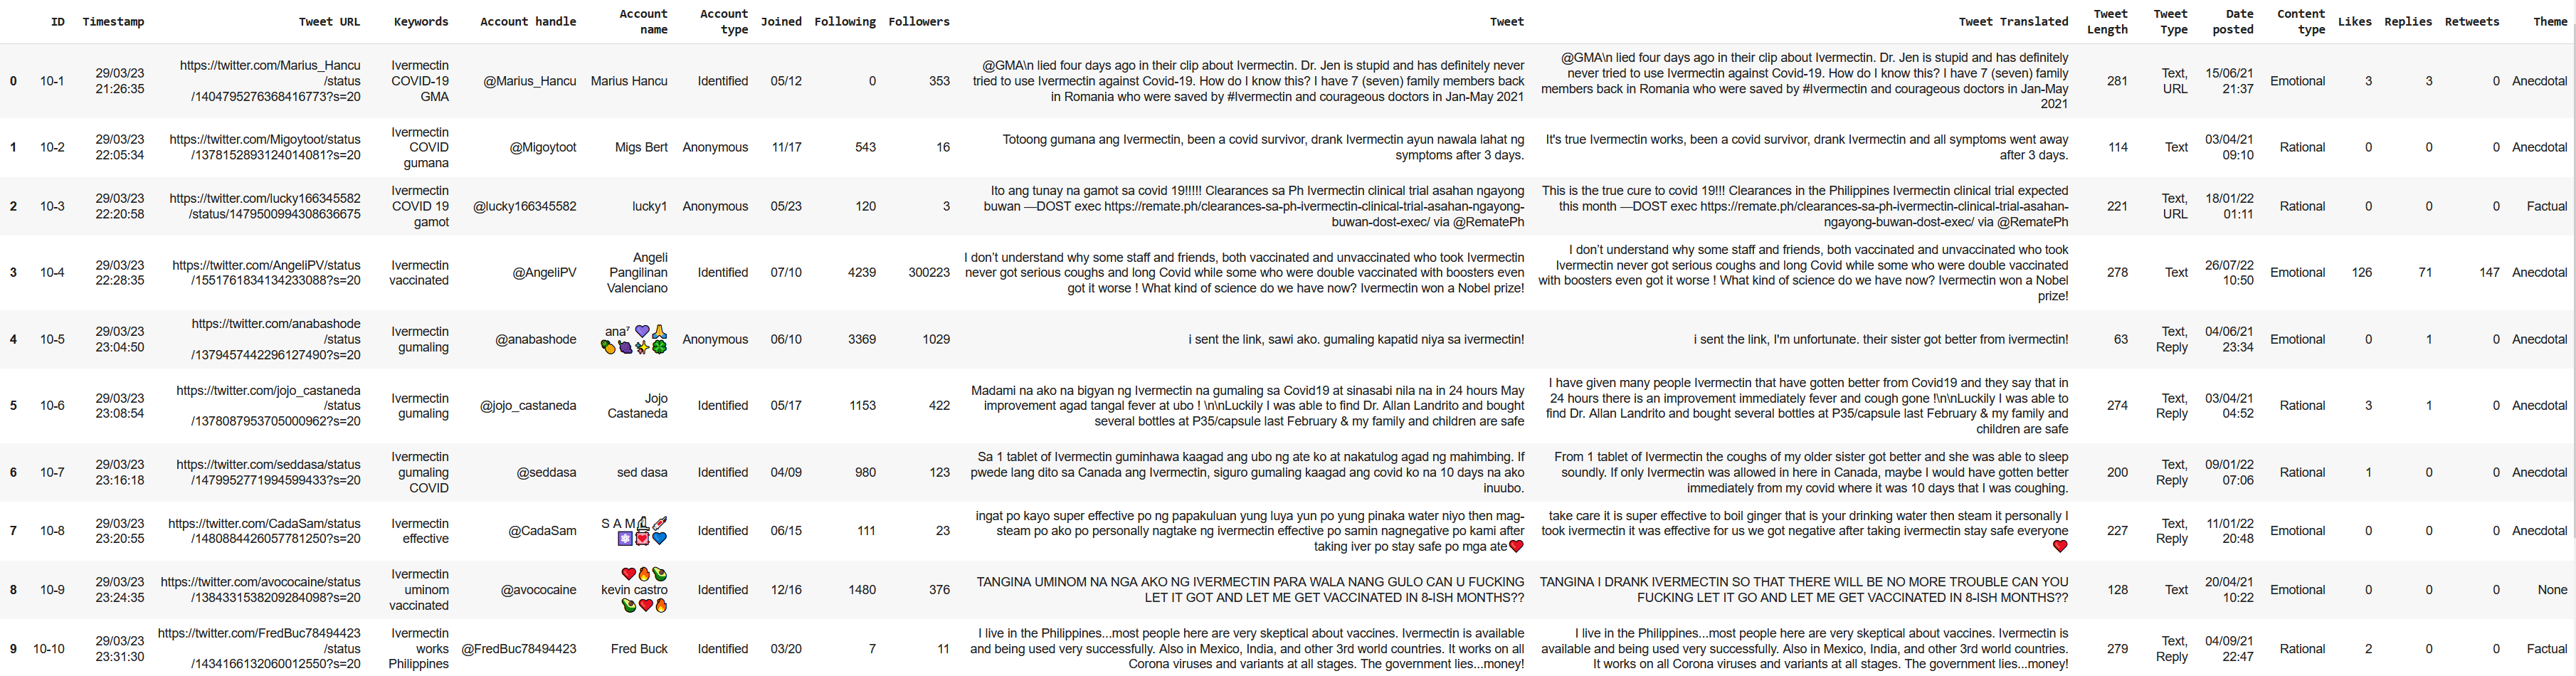 ID Timestamp Tweet URL Keywords Account handle Account name Account type Joined Following Followers Tweet Tweet Translated Tweet Length Tweet Type Date posted Content type Likes Replies Retweets Theme
0 10-1 29/03/23 21:26:35 https://twitter.com/Marius_Hancu/status/1404795276368416773?s=20 Ivermectin COVID-19 GMA @Marius_Hancu Marius Hancu Identified 05/12 0 353 @GMA\n lied four days ago in their clip about Ivermectin. Dr. Jen is stupid and has definitely never tried to use Ivermectin against Covid-19. How do I know this? I have 7 (seven) family members back in Romania who were saved by #Ivermectin and courageous doctors in Jan-May 2021 @GMA\n lied four days ago in their clip about Ivermectin. Dr. Jen is stupid and has definitely never tried to use Ivermectin against Covid-19. How do I know this? I have 7 (seven) family members back in Romania who were saved by #Ivermectin and courageous doctors in Jan-May 2021 281 Text, URL 15/06/21 21:37 Emotional 3 3 0 Anecdotal
1 10-2 29/03/23 22:05:34 https://twitter.com/Migoytoot/status/1378152893124014081?s=20 Ivermectin COVID gumana @Migoytoot Migs Bert Anonymous 11/17 543 16 Totoong gumana ang Ivermectin, been a covid survivor, drank Ivermectin ayun nawala lahat ng symptoms after 3 days. It's true Ivermectin works, been a covid survivor, drank Ivermectin and all symptoms went away after 3 days. 114 Text 03/04/21 09:10 Rational 0 0 0 Anecdotal
2 10-3 29/03/23 22:20:58 https://twitter.com/lucky166345582/status/1479500994308636675 Ivermectin COVID 19 gamot @lucky166345582 lucky1 Anonymous 05/23 120 3 Ito ang tunay na gamot sa covid 19!!!!! Clearances sa Ph Ivermectin clinical trial asahan ngayong buwan —DOST exec https://remate.ph/clearances-sa-ph-ivermectin-clinical-trial-asahan-ngayong-buwan-dost-exec/ via @RematePh This is the true cure to covid 19!!! Clearances in the Philippines Ivermectin clinical trial expected this month —DOST exec https://remate.ph/clearances-sa-ph-ivermectin-clinical-trial-asahan-ngayong-buwan-dost-exec/ via @RematePh 221 Text, URL 18/01/22 01:11 Rational 0 0 0 Factual
3 10-4 29/03/23 22:28:35 https://twitter.com/AngeliPV/status/1551761834134233088?s=20 Ivermectin vaccinated @AngeliPV Angeli Pangilinan Valenciano Identified 07/10 4239 300223 I don't understand why some staff and friends, both vaccinated and unvaccinated who took Ivermectin never got serious coughs and long Covid while some who were double vaccinated with boosters even got it worse ! What kind of science do we have now? Ivermectin won a Nobel prize! I don't understand why some staff and friends, both vaccinated and unvaccinated who took Ivermectin never got serious coughs and long Covid while some who were double vaccinated with boosters even got it worse ! What kind of science do we have now? Ivermectin won a Nobel prize! 278 Text 26/07/22 10:50 Emotional 126 71 147 Anecdotal
4 10-5 29/03/23 23:04:50 https://twitter.com/anabashode/status/1379457442296127490?s=20 Ivermectin gumaling @anabashode ana⁷ 💜🙏🍍🍇✨🍀 Anonymous 06/10 3369 1029 i sent the link, sawi ako. gumaling kapatid niya sa ivermectin! i sent the link, I'm unfortunate. their sister got better from ivermectin! 63 Text, Reply 04/06/21 23:34 Emotional 0 1 0 Anecdotal
5 10-6 29/03/23 23:08:54 https://twitter.com/jojo_castaneda/status/1378087953705000962?s=20 Ivermectin gumaling @jojo_castaneda Jojo Castaneda Identified 05/17 1153 422 Madami na ako na bigyan ng Ivermectin na gumaling sa Covid19 at sinasabi nila na in 24 hours May improvement agad tangal fever at ubo ! \n\nLuckily I was able to find Dr. Allan Landrito and bought several bottles at P35/capsule last February & my family and children are safe I have given many people Ivermectin that have gotten better from Covid19 and they say that in 24 hours there is an improvement immediately fever and cough gone !\n\nLuckily I was able to find Dr. Allan Landrito and bought several bottles at P35/capsule last February & my family and children are safe 274 Text, Reply 03/04/21 04:52 Rational 3 1 0 Anecdotal
6 10-7 29/03/23 23:16:18 https://twitter.com/seddasa/status/1479952771994599433?s=20 Ivermectin gumaling COVID @seddasa sed dasa Identified 04/09 980 123 Sa 1 tablet of Ivermectin guminhawa kaagad ang ubo ng ate ko at nakatulog agad ng mahimbing. If pwede lang dito sa Canada ang Ivermectin, siguro gumaling kaagad ang covid ko na 10 days na ako inuubo. From 1 tablet of Ivermectin the coughs of my older sister got better and she was able to sleep soundly. If only Ivermectin was allowed in here in Canada, maybe I would have gotten better immediately from my covid where it was 10 days that I was coughing. 200 Text, Reply 09/01/22 07:06 Rational 1 0 0 Anecdotal
7 10-8 29/03/23 23:20:55 https://twitter.com/CadaSam/status/1480884426057781250?s=20 Ivermectin effective @CadaSam S A M Identified 06/15 111 23 ingat po kayo super effective po ng papakuluan yung luya yun po yung pinaka water niyo then mag-steam po ako po personally nagtake ng ivermectin effective po samin nagnegative po kami after taking iver po stay safe po mga ate❤️ take care it is super effective to boil ginger that is your drinking water then steam it personally I took ivermectin it was effective for us we got negative after taking ivermectin stay safe everyone ❤️ 227 Text, Reply 11/01/22 20:48 Emotional 0 0 0 Anecdotal
8 10-9 29/03/23 23:24:35 https://twitter.com/avococaine/status/1384331538209284098?s=20 Ivermectin uminom vaccinated @avococaine ❤️🔥🥑 kevin castro 🥑❤️🔥 Identified 12/16 1480 376 TANGINA UMINOM NA NGA AKO NG IVERMECTIN PARA WALA NANG GULO CAN U FUCKING LET IT GOT AND LET ME GET VACCINATED IN 8-ISH MONTHS?? TANGINA I DRANK IVERMECTIN SO THAT THERE WILL BE NO MORE TROUBLE CAN YOU FUCKING LET IT GO AND LET ME GET VACCINATED IN 8-ISH MONTHS?? 128 Text 20/04/21 10:22 Emotional 0 0 0 None
9 10-10 29/03/23 23:31:30 https://twitter.com/FredBuc78494423/status/1434166132060012550?s=20 Ivermectin works Philippines @FredBuc78494423 Fred Buck Identified 03/20 7 11 I live in the Philippines...most people here are very skeptical about vaccines. Ivermectin is available and being used very successfully. Also in Mexico, India, and other 3rd world countries. It works on all Corona viruses and variants at all stages. The government lies...money! I live in the Philippines...most people here are very skeptical about vaccines. Ivermectin is available and being used very successfully. Also in Mexico, India, and other 3rd world countries. It works on all Corona viruses and variants at all stages. The government lies...money! 279 Text, Reply 04/09/21 22:47 Rational 2 0 0 Factual